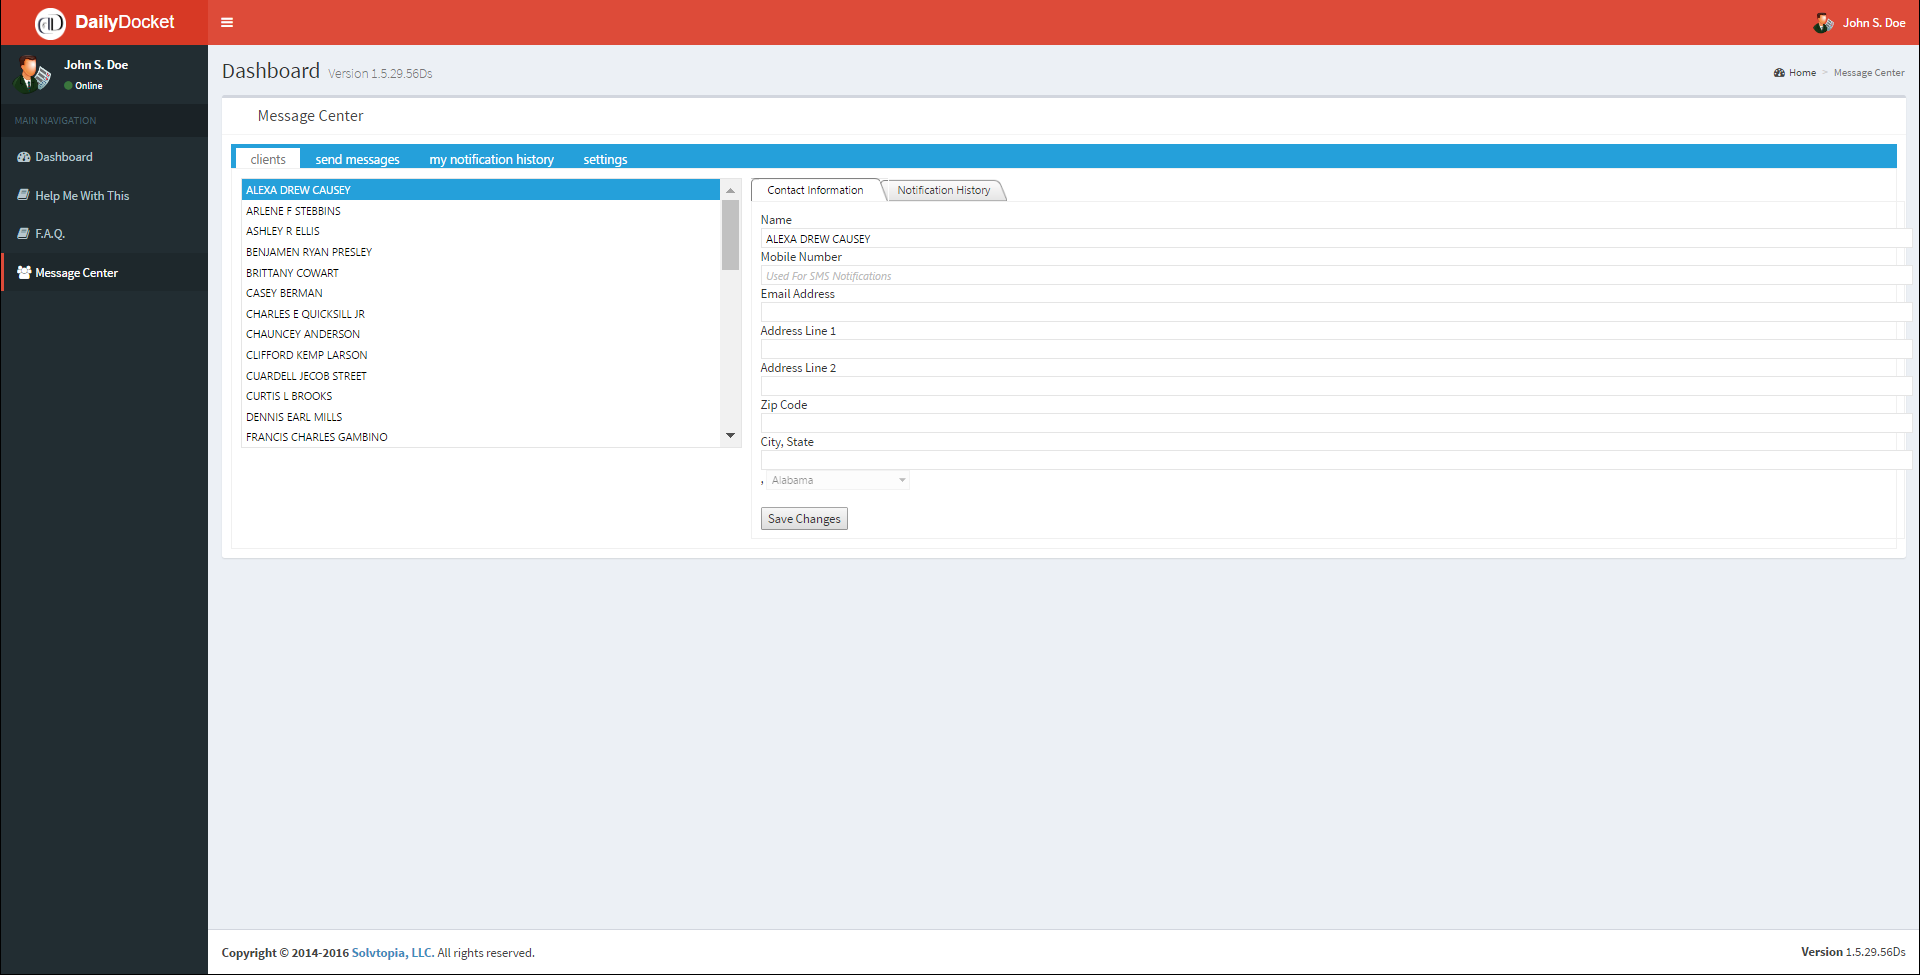 DailyDocket
John S. Doe
John S. Doe
Online
MAIN NAVIGATION
Dashboard
Help Me With This
F.A.Q.
Message Center
Dashboard Version 1.5.29.56Ds
Home > Message Center
Message Center
clients send messages my notification history settings
ALEXA DREW CAUSEY
ARLENE F STEBBINS
ASHLEY R ELLIS
BENJAMEN RYAN PRESLEY
BRITTANY COWART
CASEY BERMAN
CHARLES E QUICKSILL JR
CHAUNCEY ANDERSON
CLIFFORD KEMP LARSON
CUARDELL JECOB STREET
CURTIS L BROOKS
DENNIS EARL MILLS
FRANCIS CHARLES GAMBINO
Contact Information Notification History
Name
ALEXA DREW CAUSEY
Mobile Number
Used For SMS Notifications
Email Address
Address Line 1
Address Line 2
Zip Code
City, State
, Alabama
Save Changes
Copyright © 2014-2016 Solvtopia, LLC. All rights reserved.
Version 1.5.29.56Ds